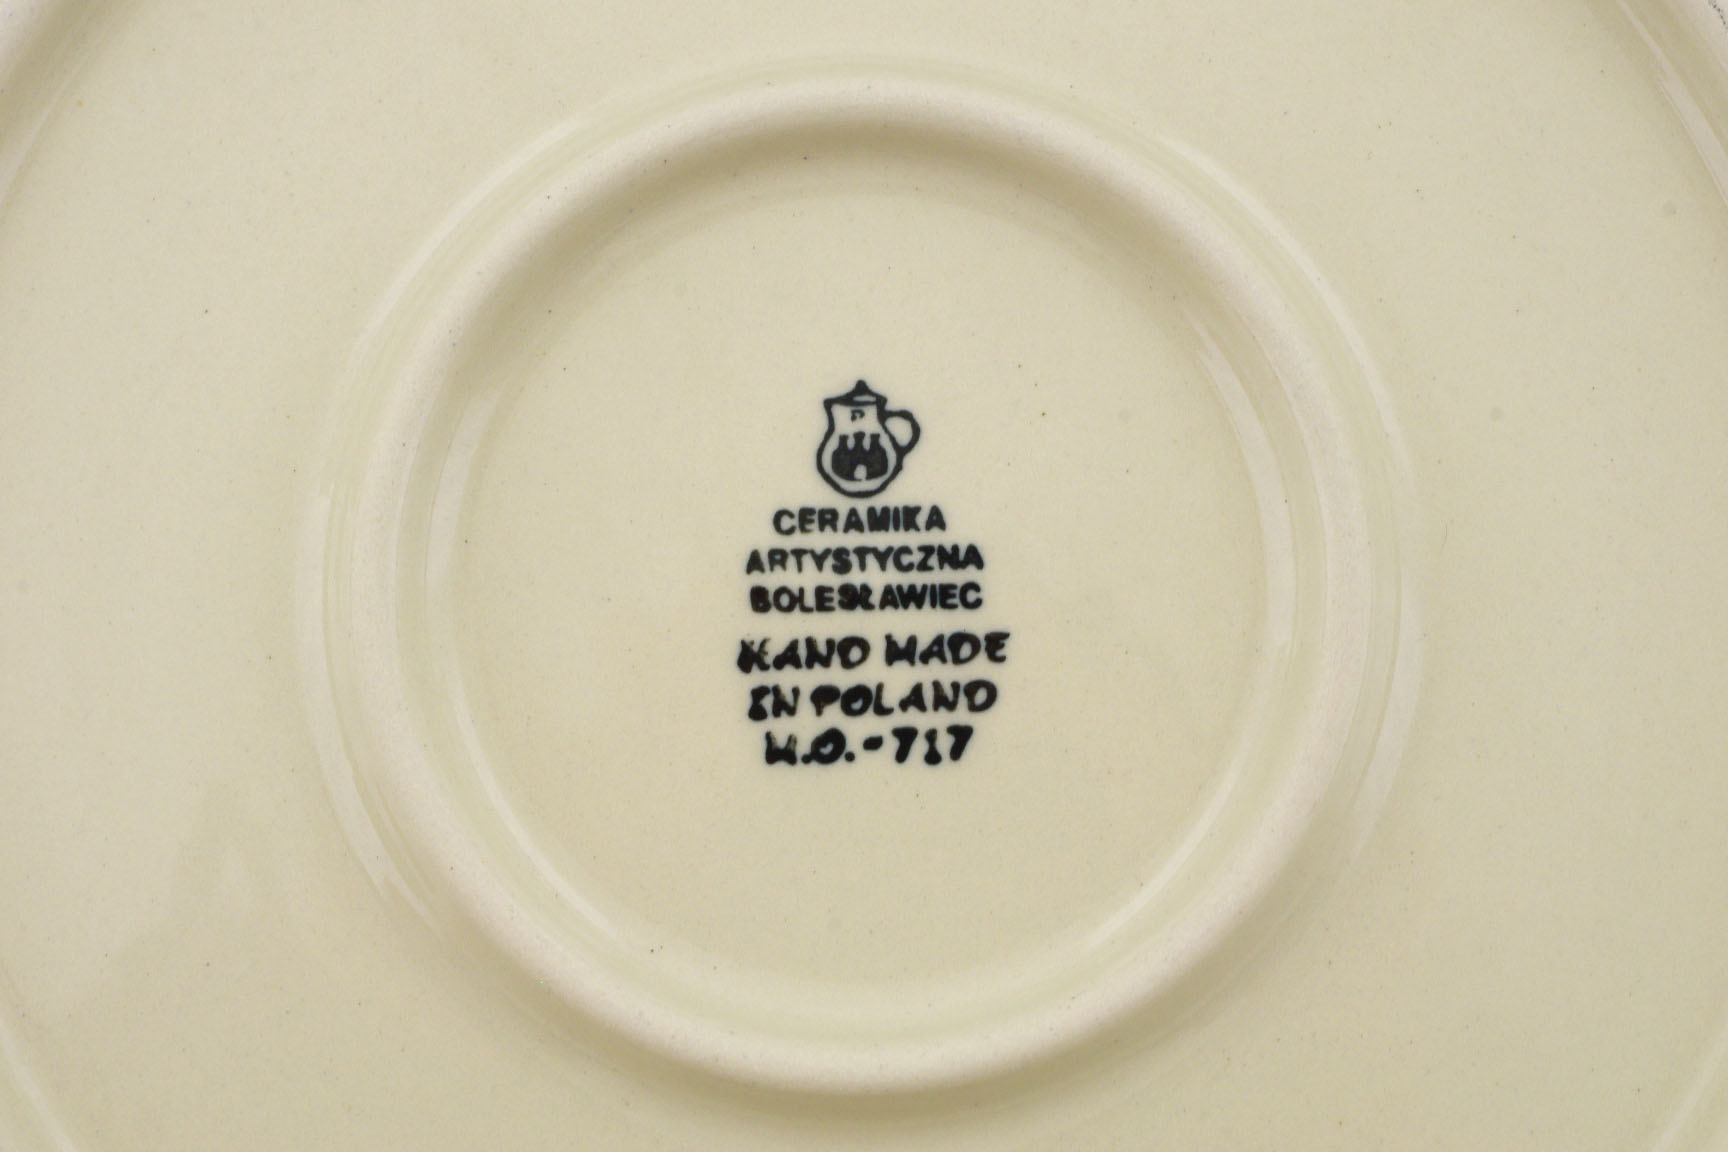 CERAMIKA
ARTYSTYCZNA
BOLESŁAWIEC
HAND MADE
IN POLAND
W.O.-717